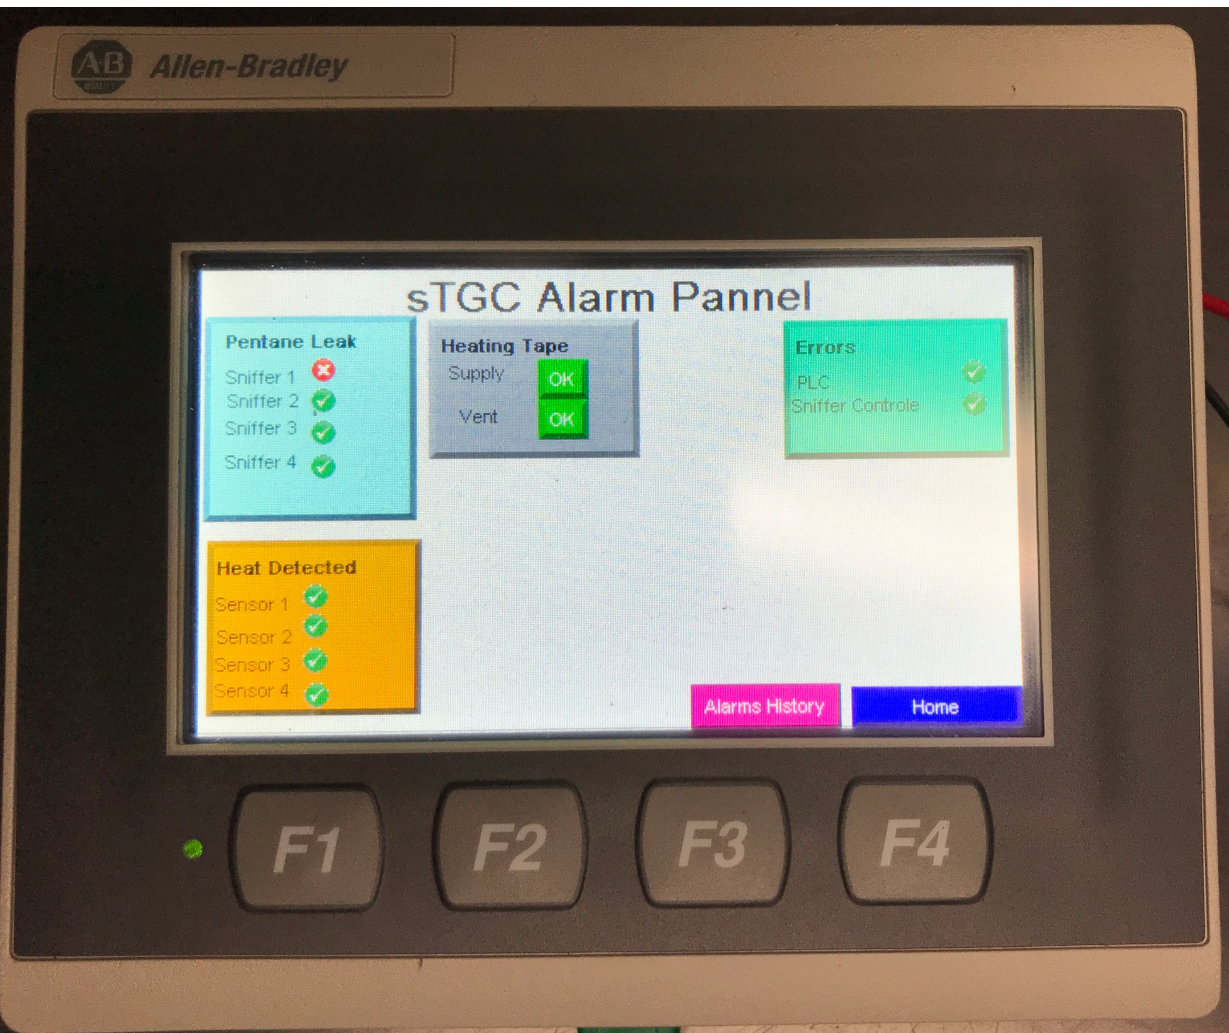 AB
Allen-Bradley
sTGC Alarm Pannel
Pentane Leak
Sniffer 1
Sniffer 2
Sniffer 3
Sniffer 4
Heating Tape
Supply OK
Vent OK
Errors
PLC
Sniffer Controle
Heat Detected
Sensor 1
Sensor 2
Sensor 3
Sensor 4
Alarms History
Home
F1
F2
F3
F4